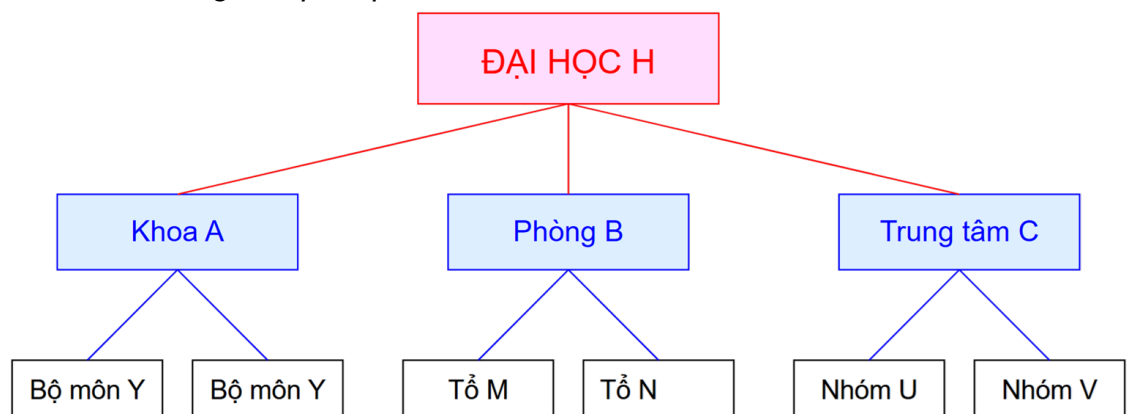 ĐẠI HỌC H
Khoa A
Phòng B
Trung tâm C
Bộ môn Y
Bộ môn Y
Tổ M
Tổ N
Nhóm U
Nhóm V